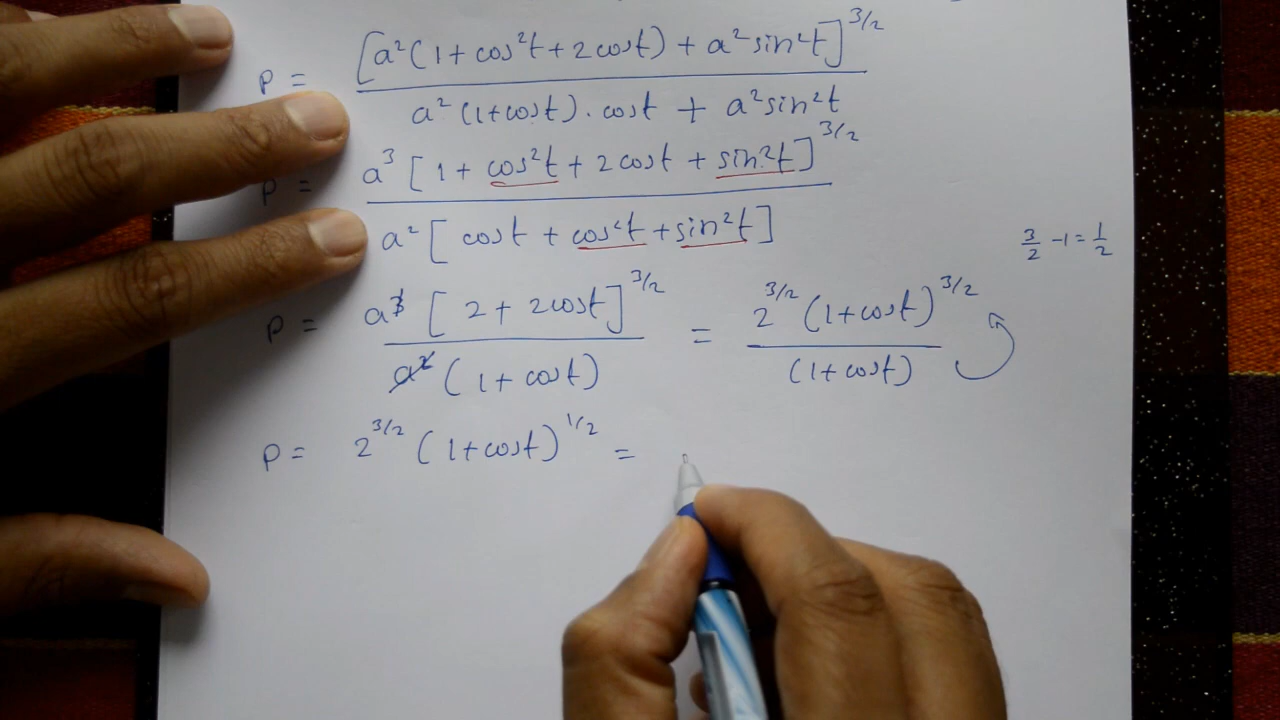 ρ = [a²(1+cos²t+2cost) + a²sin²t]^3/2 / a²(1+cost).cost + a²sin²t
ρ = a³[1+cos²t+2cost+sin²t]^3/2 / a²[cost+cos²t+sin²t]
3/2 -1 = 1/2
ρ = a³[2+2cost]^3/2 / a²(1+cost) = 2^3/2 (1+cost)^3/2 / (1+cost)
ρ = 2^3/2 (1+cost)^1/2 =